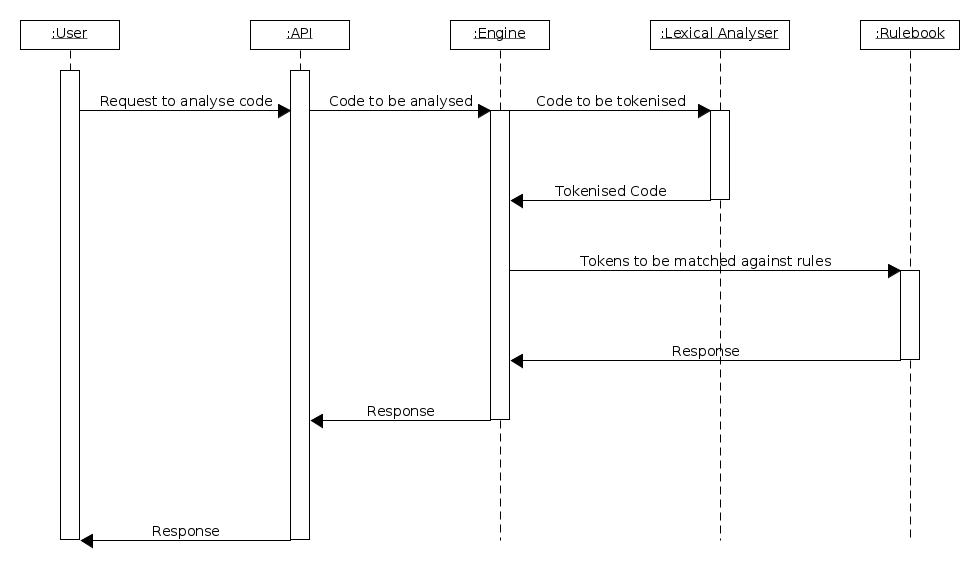 :User
:API
:Engine
:Lexical Analyser
:Rulebook
Request to analyse code
Code to be analysed
Code to be tokenised
Tokenised Code
Tokens to be matched against rules
Response
Response
Response